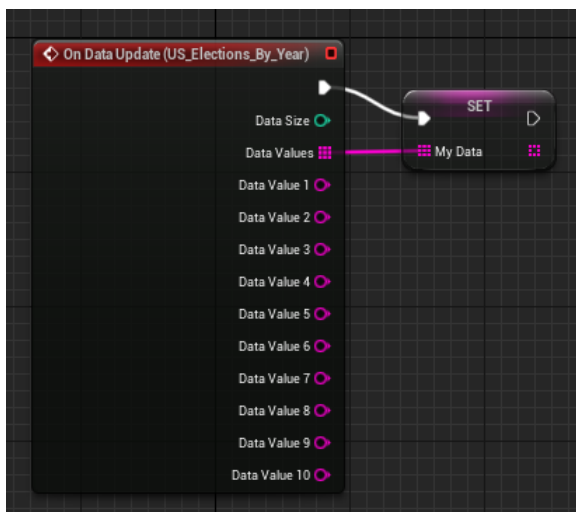 On Data Update (US_Elections_By_Year)
SET
Data Size
Data Values
My Data
Data Value 1
Data Value 2
Data Value 3
Data Value 4
Data Value 5
Data Value 6
Data Value 7
Data Value 8
Data Value 9
Data Value 10